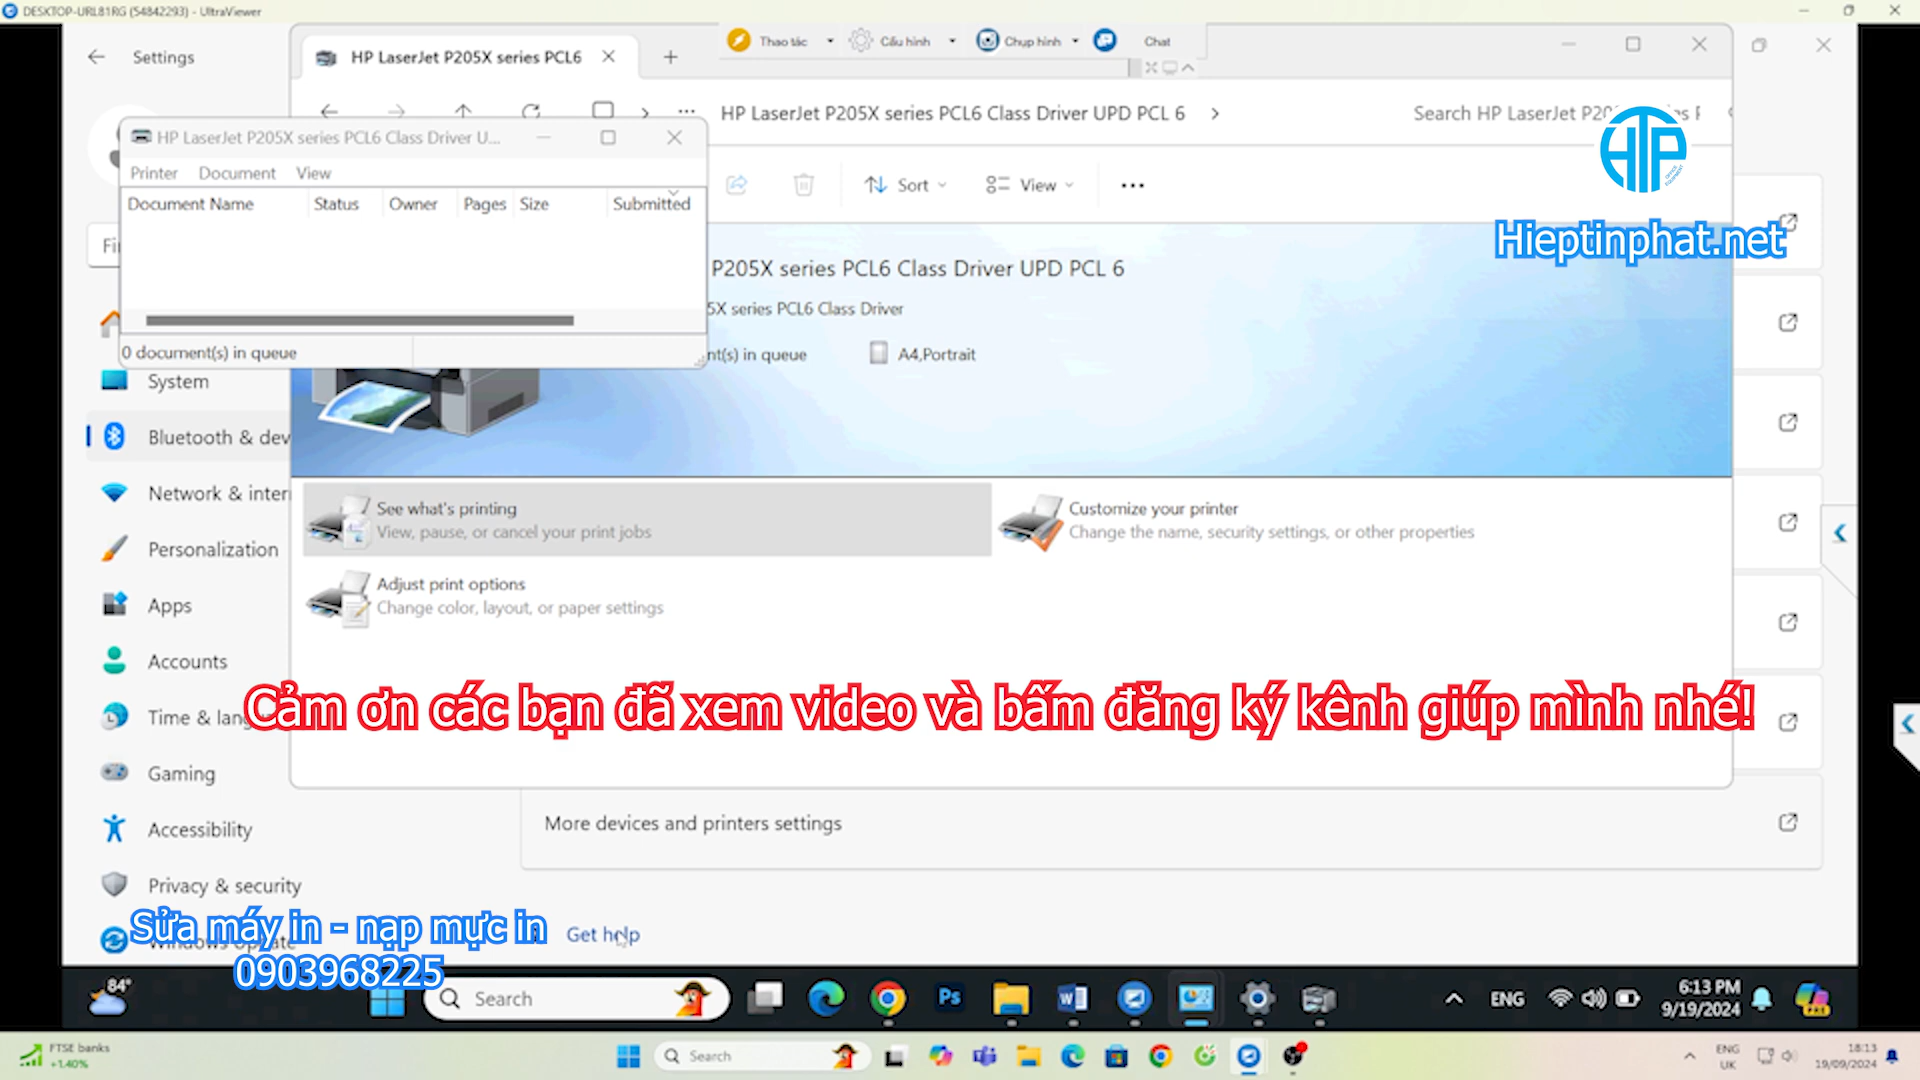 DESKTOP-URL81RG (54842293) - UltraViewer
Settings
HP LaserJet P205X series PCL6
Thao tác
Cấu hình
Chụp hình
Chat
HP LaserJet P205X series PCL6 Class Driver UPD PCL 6
Search HP LaserJet
HP LaserJet P205X series PCL6 Class Driver U...
Printer Document View
Document Name Status Owner Pages Size Submitted
0 document(s) in queue
Sort
View
HTP
Hieptinphat.net
P205X series PCL6 Class Driver UPD PCL 6
series PCL6 Class Driver
in queue
A4,Portrait
System
Bluetooth &
Network &
Personalization
Apps
Accounts
Time &
Gaming
Accessibility
Privacy & security
Windows Update
See what's printing
View, pause, or cancel your print jobs
Customize your printer
Change the name, security settings, or other properties
Adjust print options
Change color, layout, or paper settings
Cảm ơn các bạn đã xem video và bấm đăng ký kênh giúp mình nhé!
More devices and printers settings
Sửa máy in - nạp mực in
0903968225
Get help
84°
Search
Ps
ENG
6:13 PM
9/19/2024
FTSE banks
+1.40%
Search
ENG
UK
18:13
19/09/2024